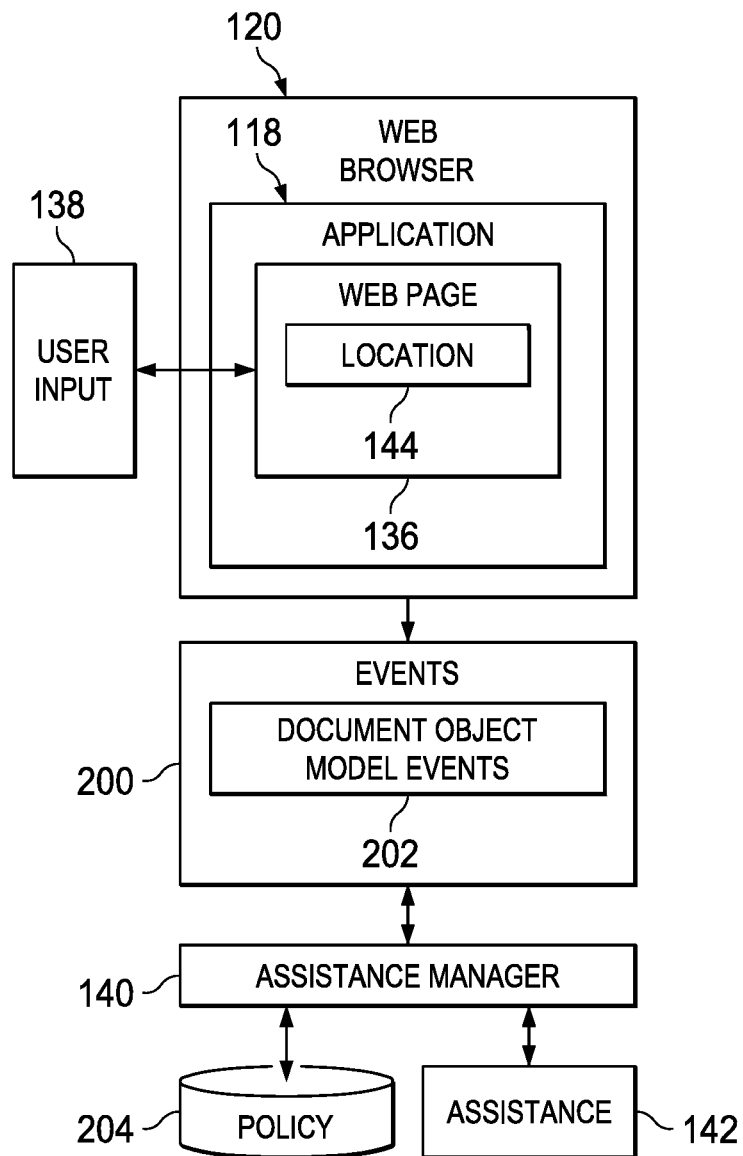 120
WEB
BROWSER
118
APPLICATION
138
WEB PAGE
USER
INPUT
LOCATION
144
136
EVENTS
DOCUMENT OBJECT
MODEL EVENTS
200
202
140
ASSISTANCE MANAGER
204
POLICY
ASSISTANCE
142